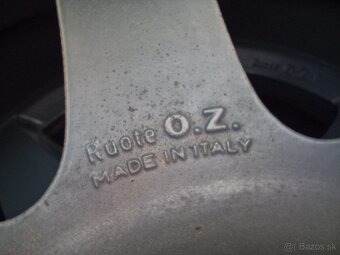 Ruote O.Z.
MADE IN ITALY
© Bazos.sk